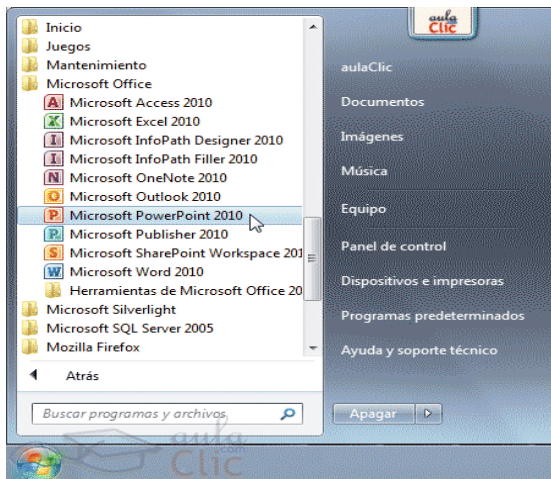 Inicio
Juegos
Mantenimiento
Microsoft Office
Microsoft Access 2010
Microsoft Excel 2010
Microsoft InfoPath Designer 2010
Microsoft InfoPath Filler 2010
Microsoft OneNote 2010
Microsoft Outlook 2010
Microsoft PowerPoint 2010
Microsoft Publisher 2010
Microsoft SharePoint Workspace 201
Microsoft Word 2010
Herramientas de Microsoft Office 20
Microsoft Silverlight
Microsoft SQL Server 2005
Mozilla Firefox
Atrás
Buscar programas y archivos
aula
Clic
aulaClic
Documentos
Imágenes
Música
Equipo
Panel de control
Dispositivos e impresoras
Programas predeterminados
Ayuda y soporte técnico
Apagar
aula
.com
Clic